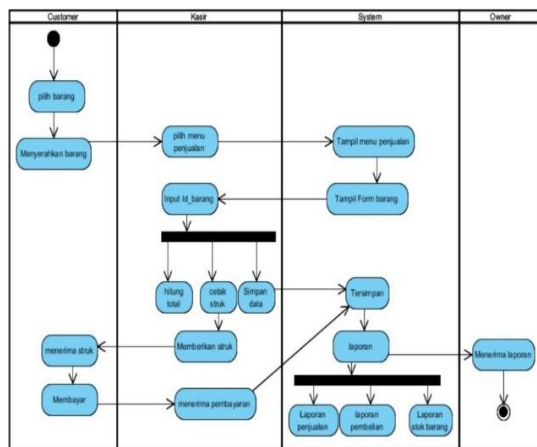 Customer
Kasir
System
Owner
pilih barang
Menyerahkan barang
pilih menu
penjualan
Tampil menu penjualan
Input Id_barang
Tampil Form barang
hitung
total
cetak
struk
Simpan
data
Tersimpan
menerima struk
Memberikan struk
laporan
Menerima laporan
Membayar
menerima pembayaran
Laporan
penjualan
laporan
pembelian
Laporan
stok barang